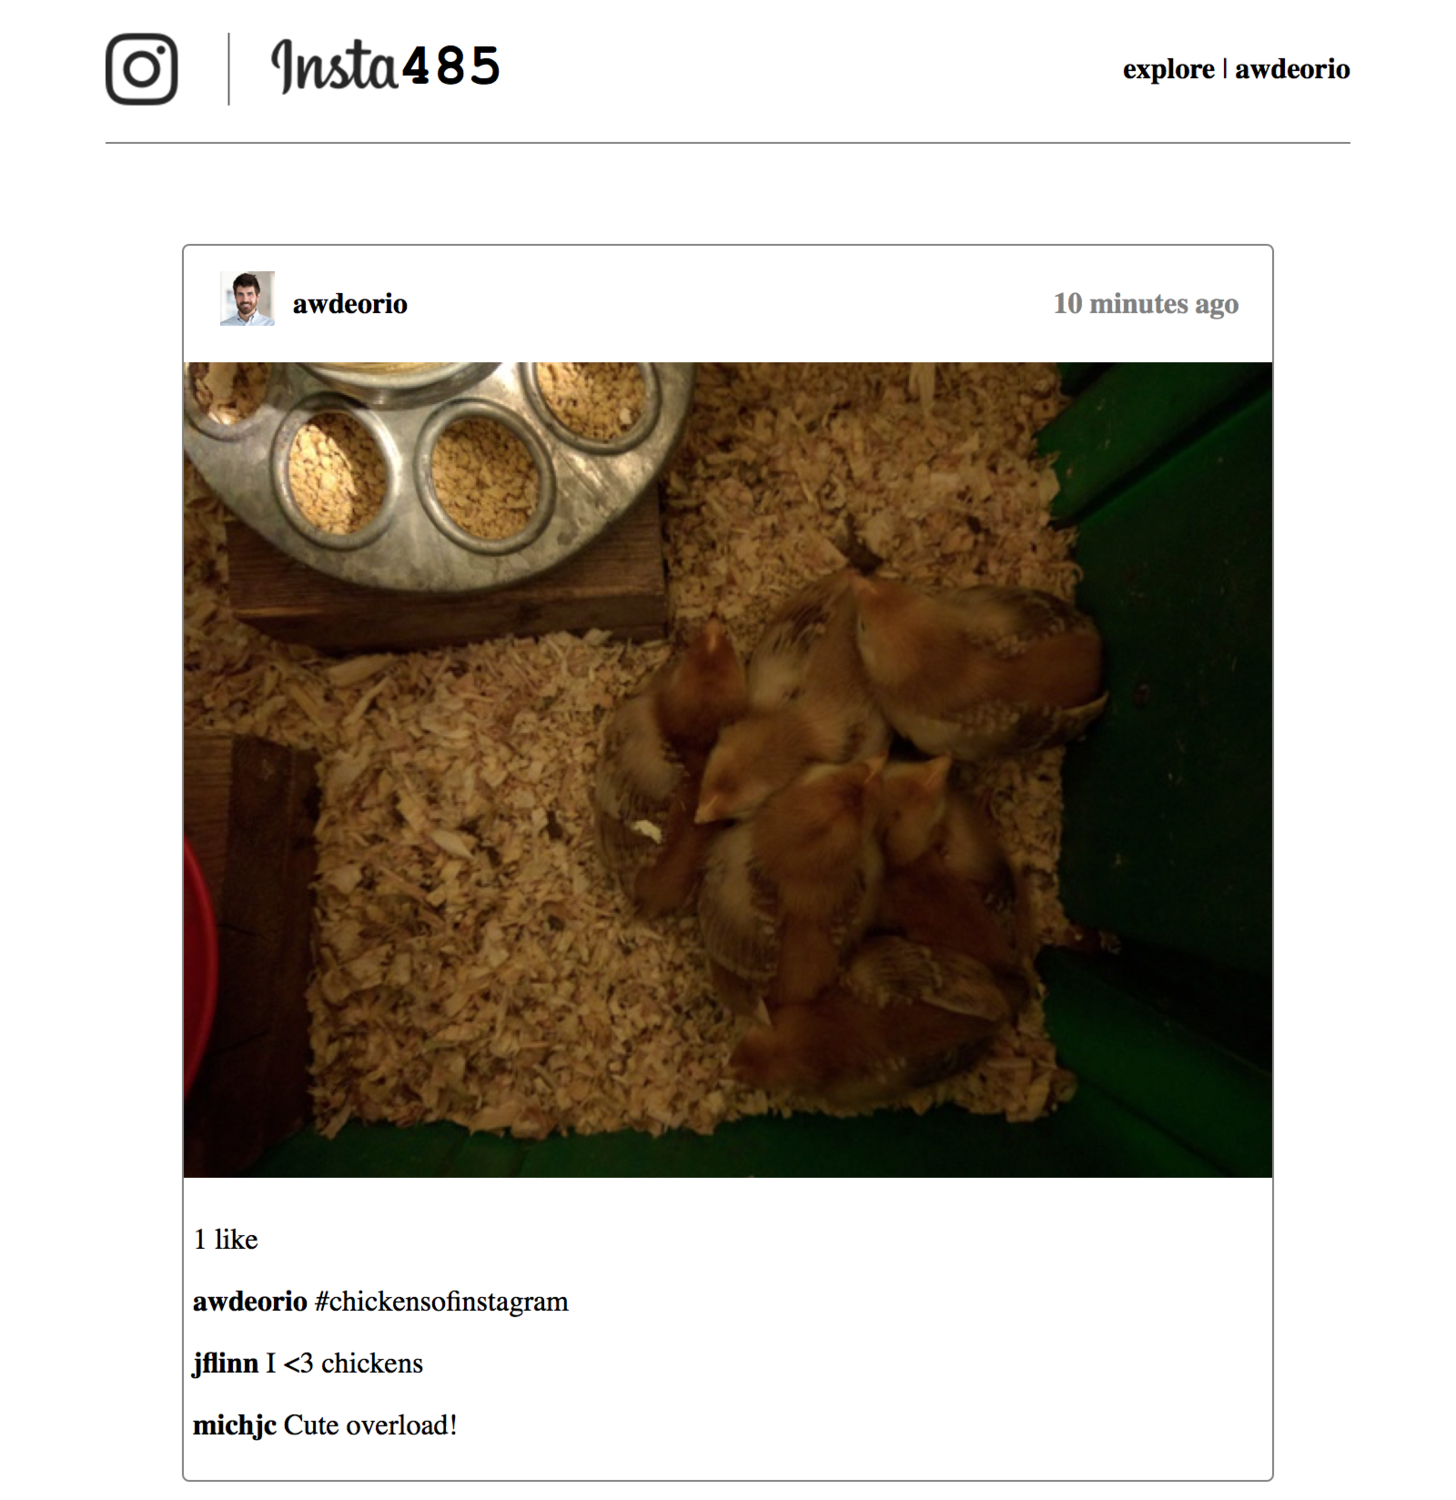 Insta485
explore | awdeorio
awdeorio
10 minutes ago
1 like
awdeorio #chickensofinstagram
jflinn I <3 chickens
michjc Cute overload!